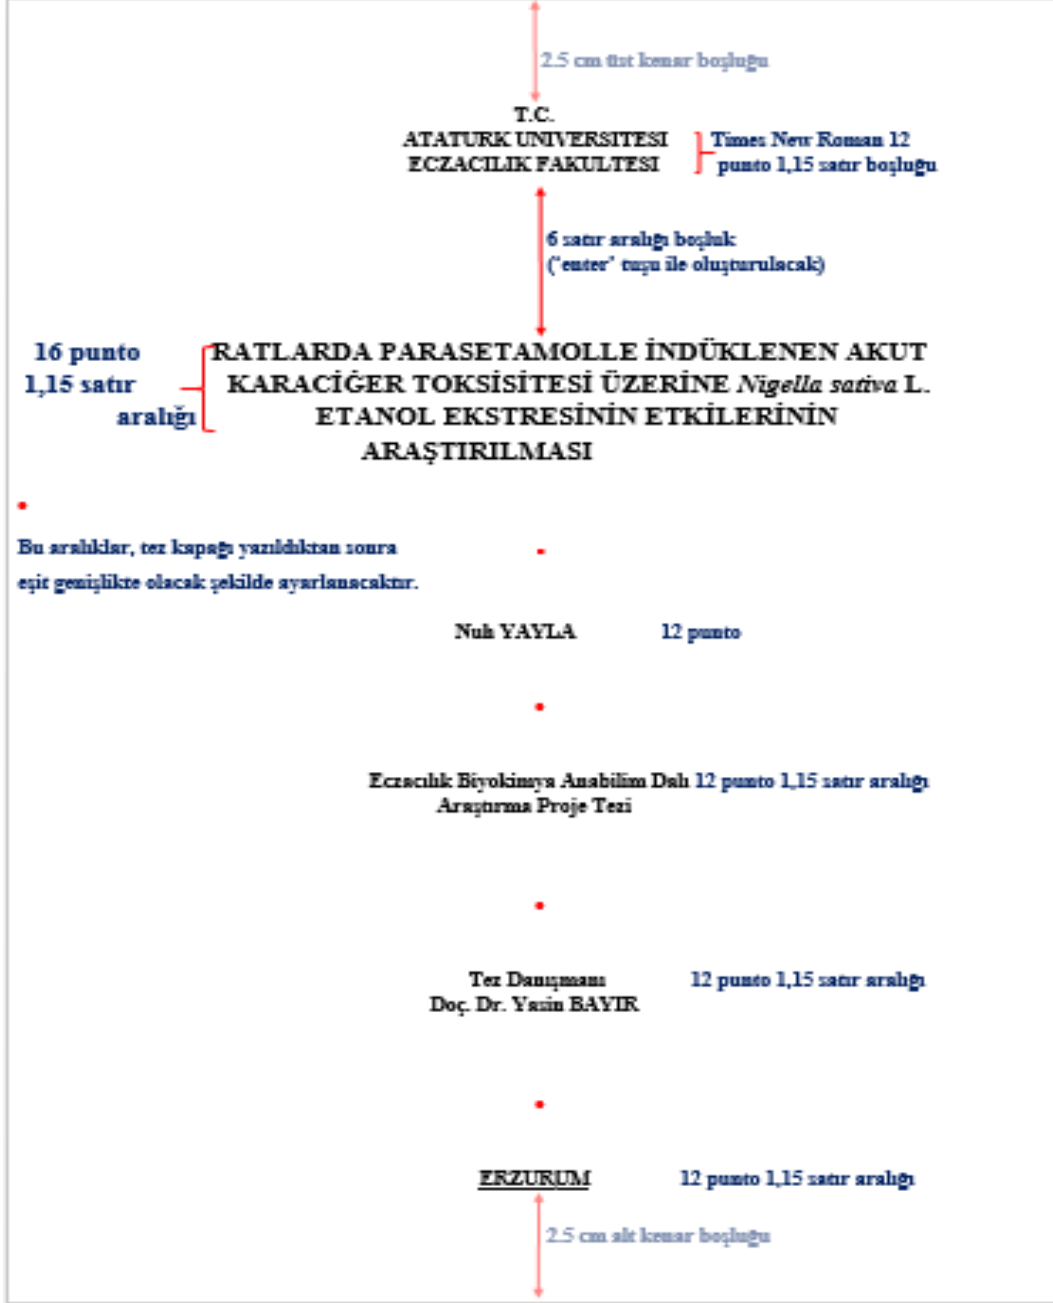 2.5 cm üst kenar boşluğu
T.C.
ATATURK UNIVERSITESI
ECZACILIK FAKULTESI
Times New Roman 12
punto 1,15 satır boşluğu
6 satır aralığı boşluk
('enter' tuşu ile oluşturulacak)
16 punto
1,15 satır
aralığı
RATLARDA PARASETAMOLLE İNDÜKLENEN AKUT
KARACİĞER TOKSİSİTESİ ÜZERİNE Nigella sativa L.
ETANOL EKSTRESİNİN ETKİLERİNİN
ARAŞTIRILMASI
Bu aralıklar, tez kapağı yazıldıktan sonra
eşit genişlikte olacak şekilde ayarlanacaktır.
Nuh YAYLA 12 punto
Eczacılık Biyokimya Anabilim Dalı 12 punto 1,15 satır aralığı
Araştırma Proje Tezi
Tez Danışmanı 12 punto 1,15 satır aralığı
Doç. Dr. Yasin BAYIR
ERZURUM 12 punto 1,15 satır aralığı
2.5 cm alt kenar boşluğu